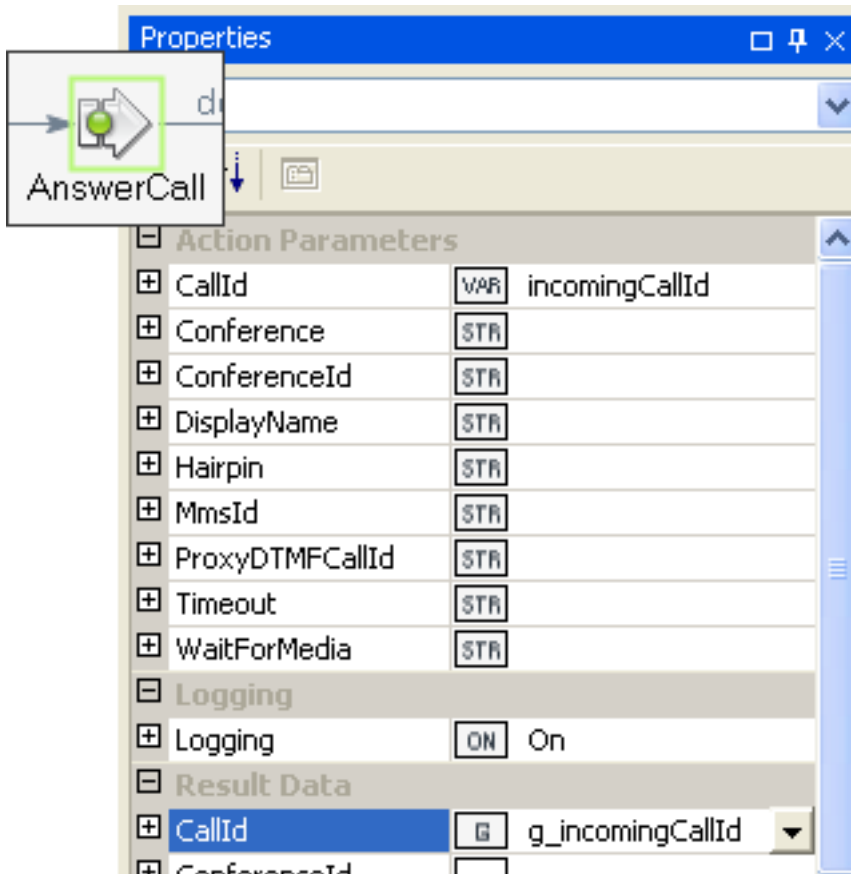 Properties
AnswerCall
Action Parameters
CallId VAR incomingCallId
Conference STR
ConferenceId STR
DisplayName STR
Hairpin STR
MmsId STR
ProxyDTMFCallId STR
Timeout STR
WaitForMedia STR
Logging
Logging ON On
Result Data
CallId G g_incomingCallId
ConferenceId